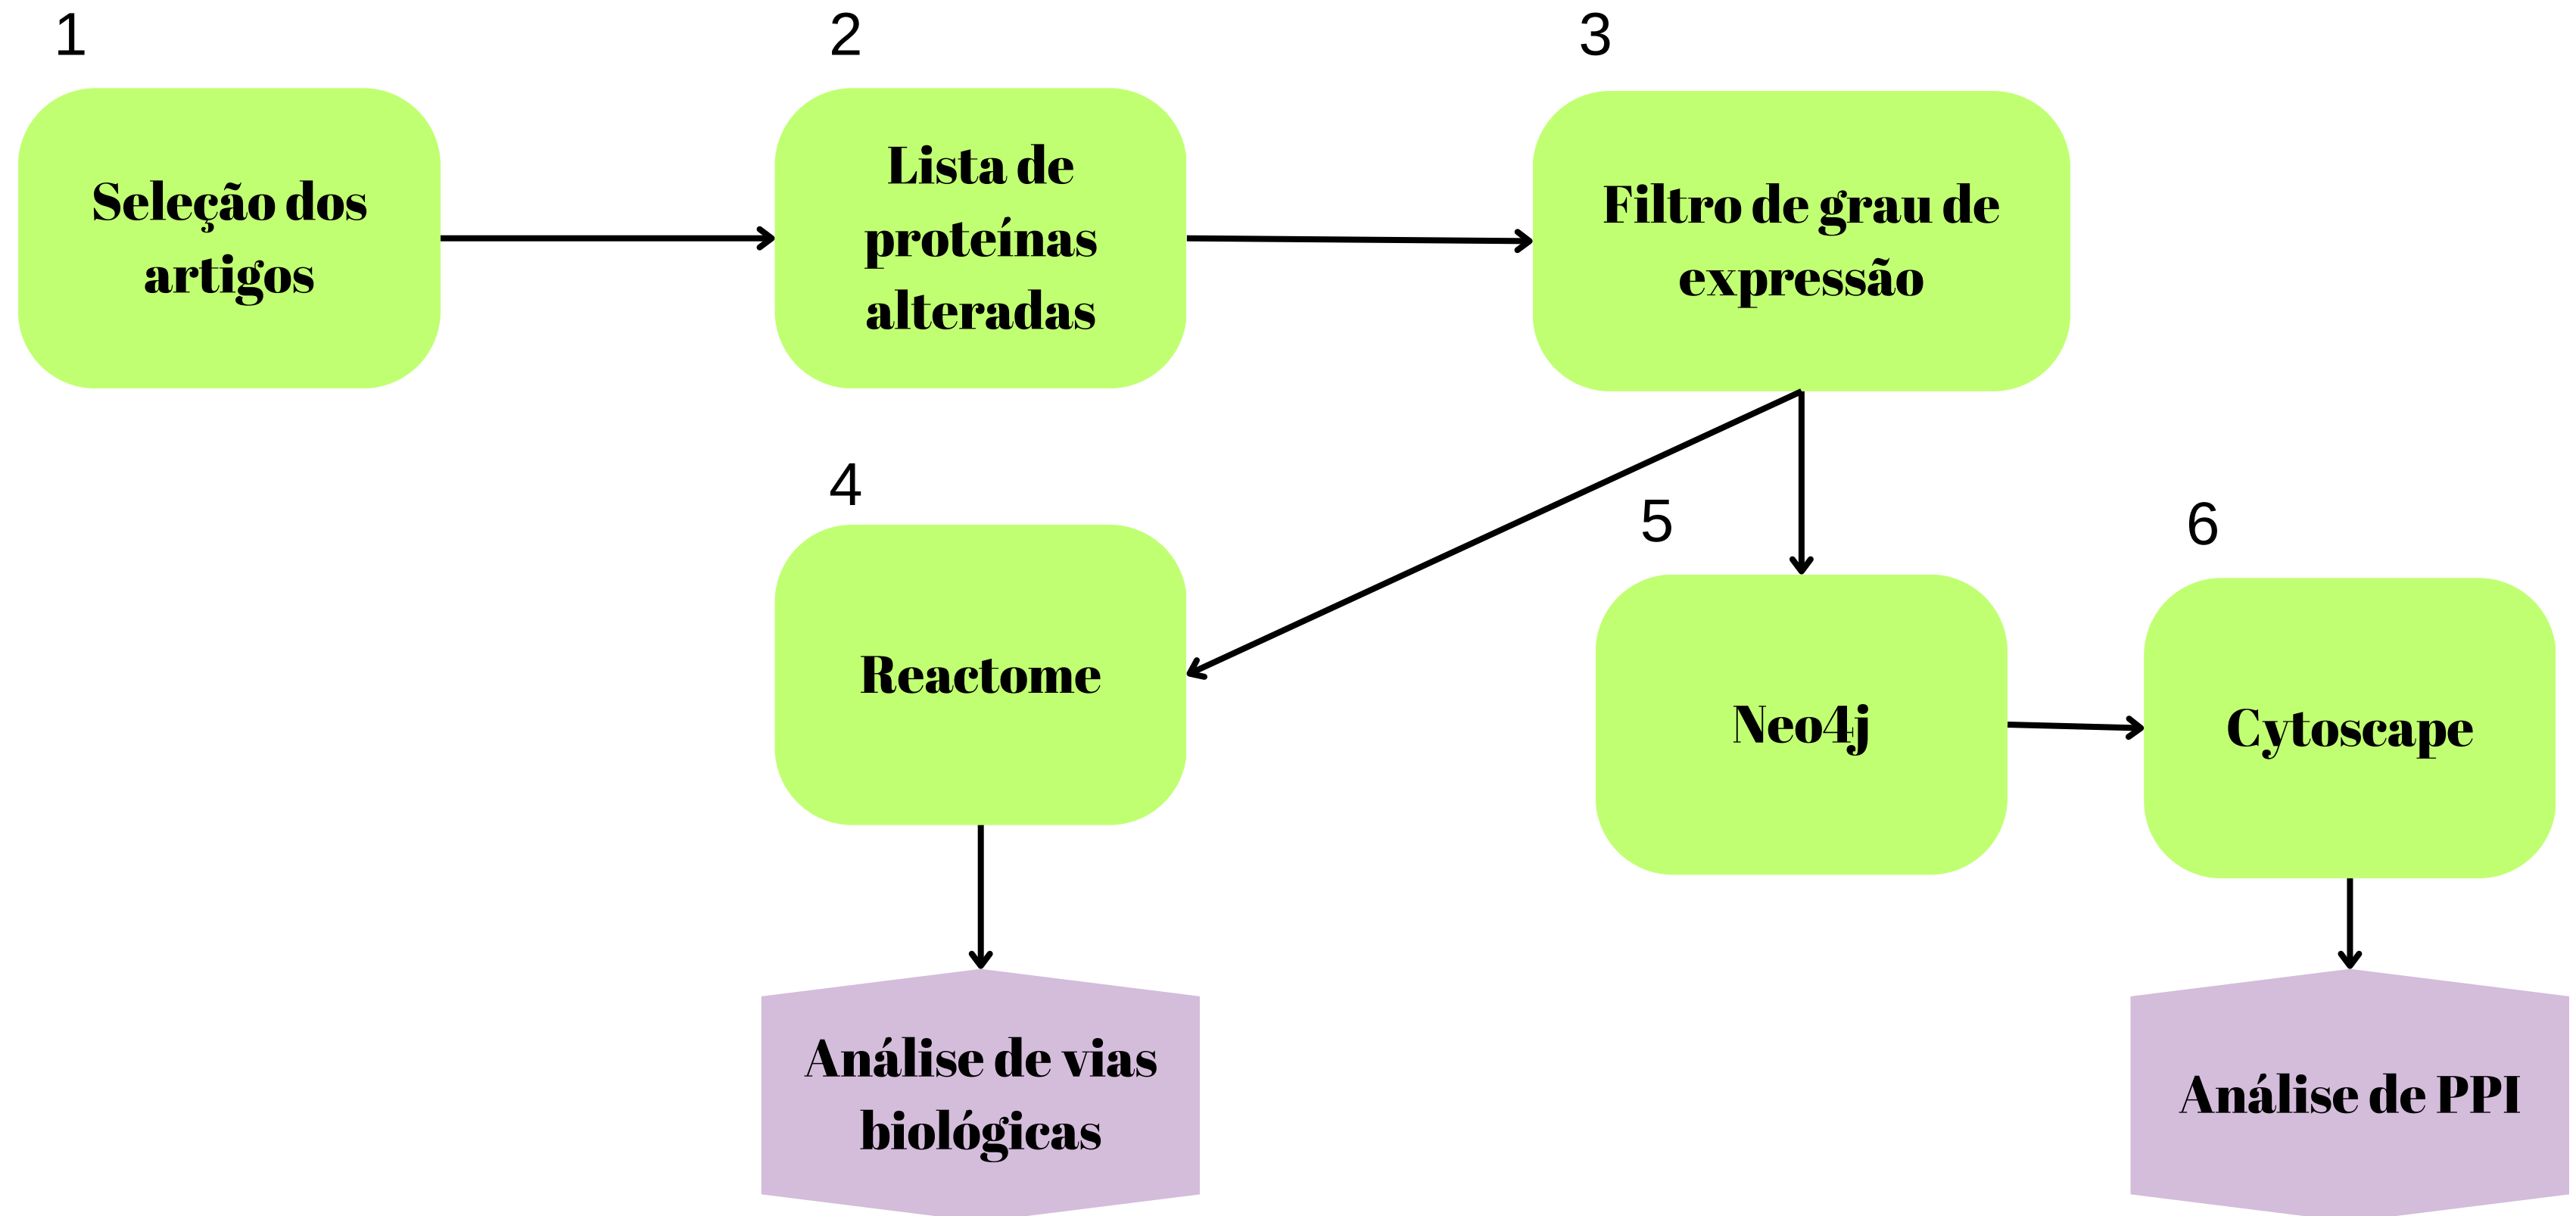 1
Seleção dos
artigos
2
Lista de
proteínas
alteradas
3
Filtro de grau de
expressão
4
Reactome
5
Neo4j
6
Cytoscape
Análise de vias
biológicas
Análise de PPI